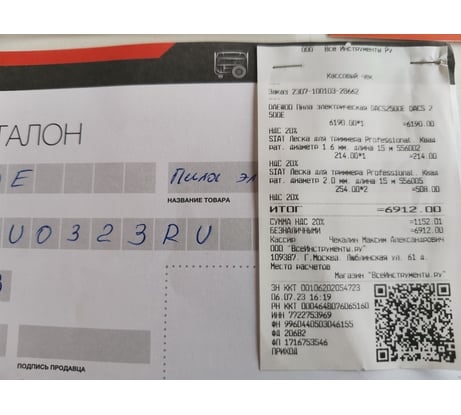 ТАЛОН
Е
Пила эл
НАЗВАНИЕ ТОВАРА
U0323RU
ПОДПИСЬ ПРОДАВЦА
ООО Все Инструменты Ру
Кассовый чек
Заказ 2307-100103-28662
DAEWOO Пила электрическая DACS2500E DACS 2
500E
6190.00*1 =6190.00
НДС 20%
SIAT Леска для триммера Professional. Квад
рат. диаметр 1.6 мм длина 15 м 556002
214.00*1 =214.00
НДС 20%
SIAT Леска для триммера Professional. Квад
рат. диаметр 2.0 мм длина 15 м 556005
254.00*2 =508.00
НДС 20%
ИТОГ =6912.00
СУММА НДС 20% =1152.01
БЕЗНАЛИЧНЫМИ =6912.00
Кассир Чекалин Максим Александрович
ООО "ВсеИнструменты.ру"
109387. Г.Москва. Люблинская ул. 61 д.
Место расчетов
Магазин "ВсеИнструменты.ру"
ЗН ККТ 00106202054723
06.07.23 16:19
РН ККТ 0004648076065160
ИНН 7722753969
ФН 9960440503046155
ФД 20682
ФП 1716753546
ПРИХОД